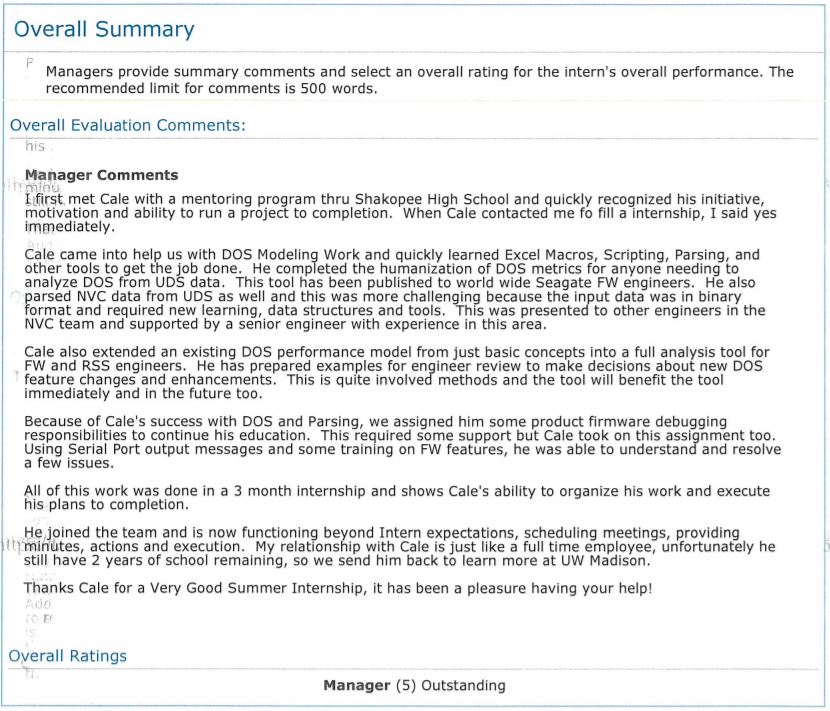 Overall Summary
Managers provide summary comments and select an overall rating for the intern's overall performance. The
recommended limit for comments is 500 words.
Overall Evaluation Comments:
his
Manager Comments
I first met Cale with a mentoring program thru Shakopee High School and quickly recognized his initiative,
motivation and ability to run a project to completion. When Cale contacted me fo fill a internship, I said yes
immediately.
Cale came into help us with DOS Modeling Work and quickly learned Excel Macros, Scripting, Parsing, and
other tools to get the job done. He completed the humanization of DOS metrics for anyone needing to
analyze DOS from UDS data. This tool has been published to world wide Seagate FW engineers. He also
parsed NVC data from UDS as well and this was more challenging because the input data was in binary
format and required new learning, data structures and tools. This was presented to other engineers in the
NVC team and supported by a senior engineer with experience in this area.
Cale also extended an existing DOS performance model from just basic concepts into a full analysis tool for
FW and RSS engineers. He has prepared examples for engineer review to make decisions about new DOS
feature changes and enhancements. This is quite involved methods and the tool will benefit the tool
immediately and in the future too.
Because of Cale's success with DOS and Parsing, we assigned him some product firmware debugging
responsibilities to continue his education. This required some support but Cale took on this assignment too.
Using Serial Port output messages and some training on FW features, he was able to understand and resolve
a few issues.
All of this work was done in a 3 month internship and shows Cale's ability to organize his work and execute
his plans to completion.
He joined the team and is now functioning beyond Intern expectations, scheduling meetings, providing
minutes, actions and execution. My relationship with Cale is just like a full time employee, unfortunately he
still have 2 years of school remaining, so we send him back to learn more at UW Madison.
Thanks Cale for a Very Good Summer Internship, it has been a pleasure having your help!
Add
Overall Ratings
Manager (5) Outstanding